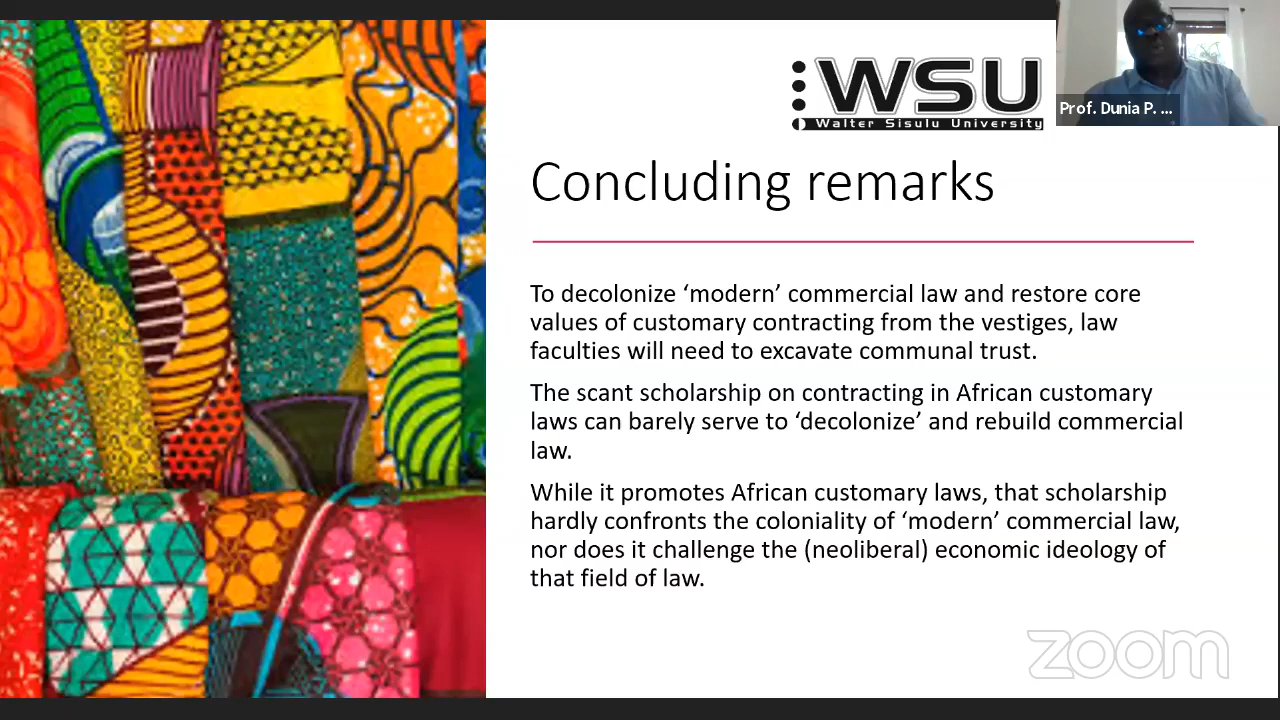 WSU
Walter Sisulu University
Prof. Dunia P. ...
Concluding remarks
To decolonize ‘modern’ commercial law and restore core
values of customary contracting from the vestiges, law
faculties will need to excavate communal trust.
The scant scholarship on contracting in African customary
laws can barely serve to ‘decolonize’ and rebuild commercial
law.
While it promotes African customary laws, that scholarship
hardly confronts the coloniality of ‘modern’ commercial law,
nor does it challenge the (neoliberal) economic ideology of
that field of law.
zoom